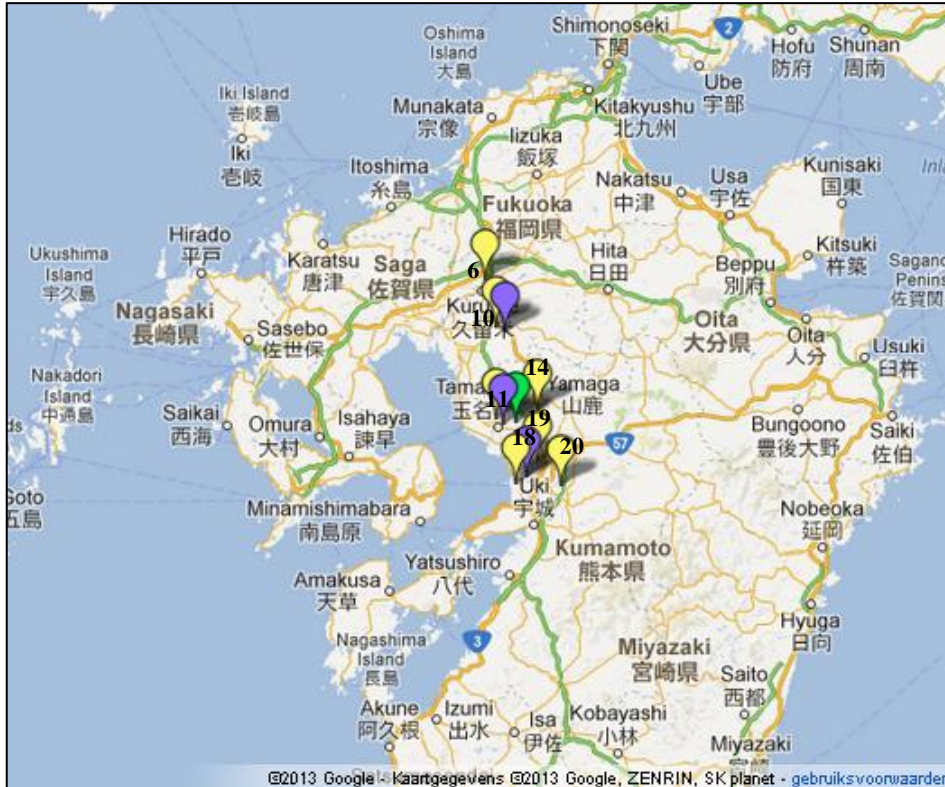 Shimonoseki
下関
2
Hofu
防府
Shunan
周南
Ube
宇部
Oshima
Island
大島
Iki Island
壱岐島
Munakata
宗像
Kitakyushu
北九州
Iki
壱岐
Iizuka
飯塚
Itoshima
糸島
Nakatsu
中津
Usa
宇佐
Kunisaki
国東
Fukuoka
福岡県
Hirado
平戸
Karatsu
唐津
Saga
佐賀県
6
Hita
日田
Kitsuki
杵築
Beppu
別府
Ukushima
Island
宇久島
Nagasaki
長崎県
10
久留米
Oita
大分県
Oita
大分
Sasebo
佐世保
Usuki
臼杵
Nakadori
Island
中通島
14
11
玉名
Yamaga
山鹿
Saikai
西海
Omura
大村
Isahaya
諫早
19
18
20
57
Bungoono
豊後大野
Saiki
佐伯
Uki
宇城
Soto
五島
Minamishimabara
南島原
Nobeoka
延岡
Kumamoto
熊本県
Yatsushiro
八代
Amakusa
天草
Hyuga
日向
Nagashima
Island
長島
3
Miyazaki
宮崎県
Saito
西都
Akune
阿久根
Izumi
出水
Isa
伊佐
Kobayashi
小林
Miyazaki
©2013 Google - Kaartgegevens ©2013 Google, ZENRIN, SK planet - gebruiksvoorwaarden